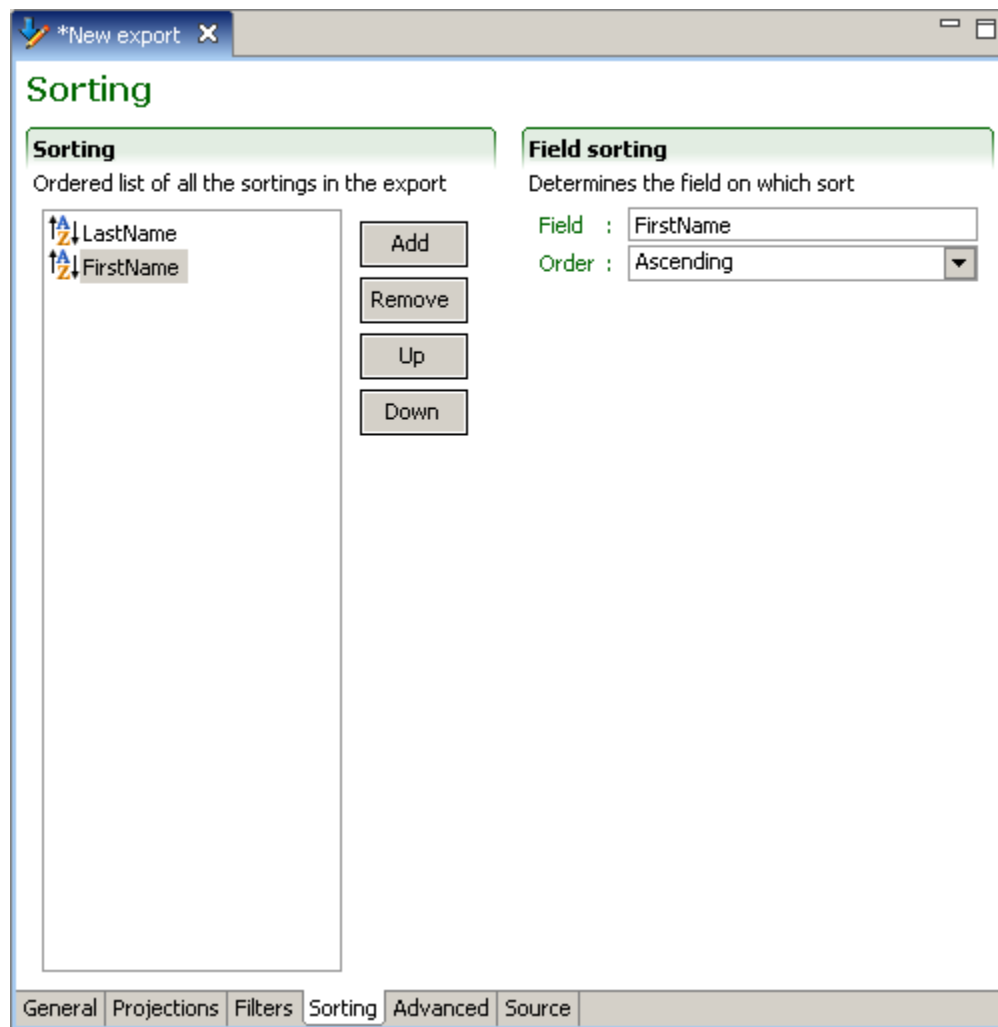 *New export
Sorting
Sorting
Ordered list of all the sortings in the export
LastName
FirstName
Add
Remove
Up
Down
Field sorting
Determines the field on which sort
Field : FirstName
Order : Ascending
General Projections Filters Sorting Advanced Source